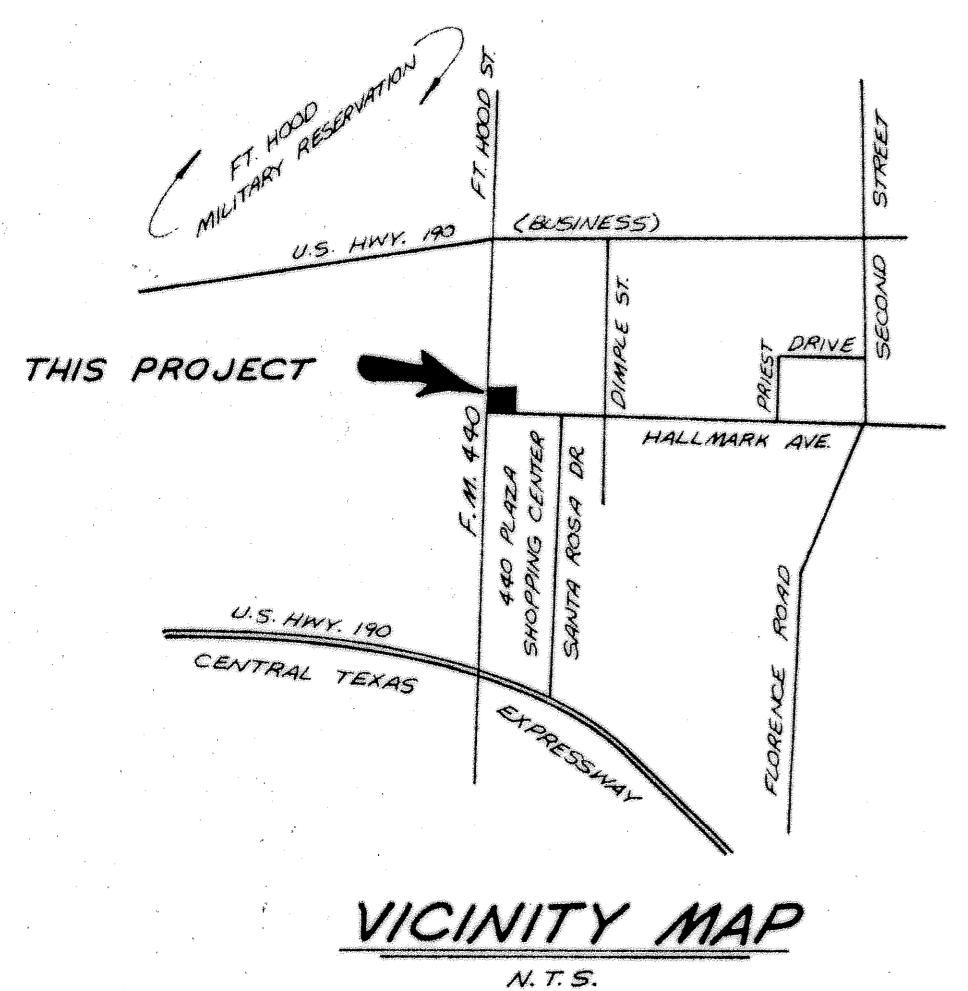 FT. HOOD
MILITARY RESERVATION
FT. HOOD ST.
STREET
U.S. HWY. 190
(BUSINESS)
SECOND
DIMPLE ST.
PRIEST
DRIVE
THIS PROJECT
F.M. 440
HALLMARK AVE.
440 PLAZA
SHOPPING CENTER
SANTA ROSA DR
FLORENCE ROAD
U.S. HWY. 190
CENTRAL TEXAS
EXPRESSWAY
VICINITY MAP
N.T.S.